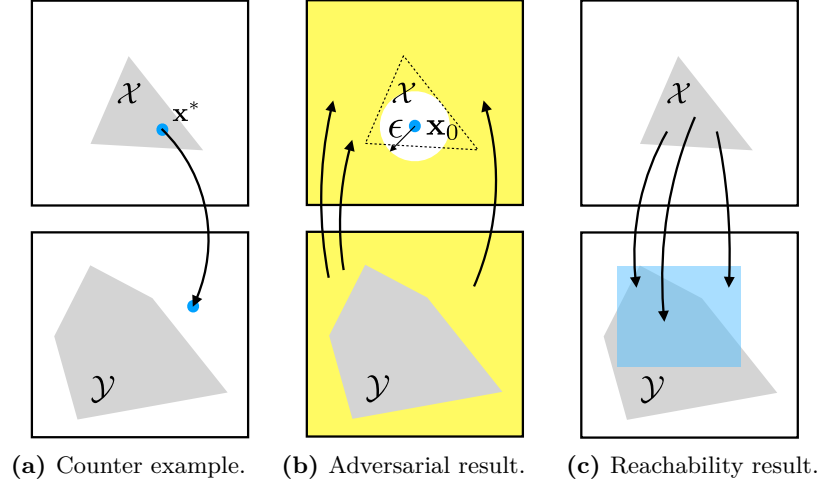 𝒳
x*
𝒳
ϵ
x₀
𝒳
𝒴
𝒴
𝒴
(a) Counter example.
(b) Adversarial result.
(c) Reachability result.